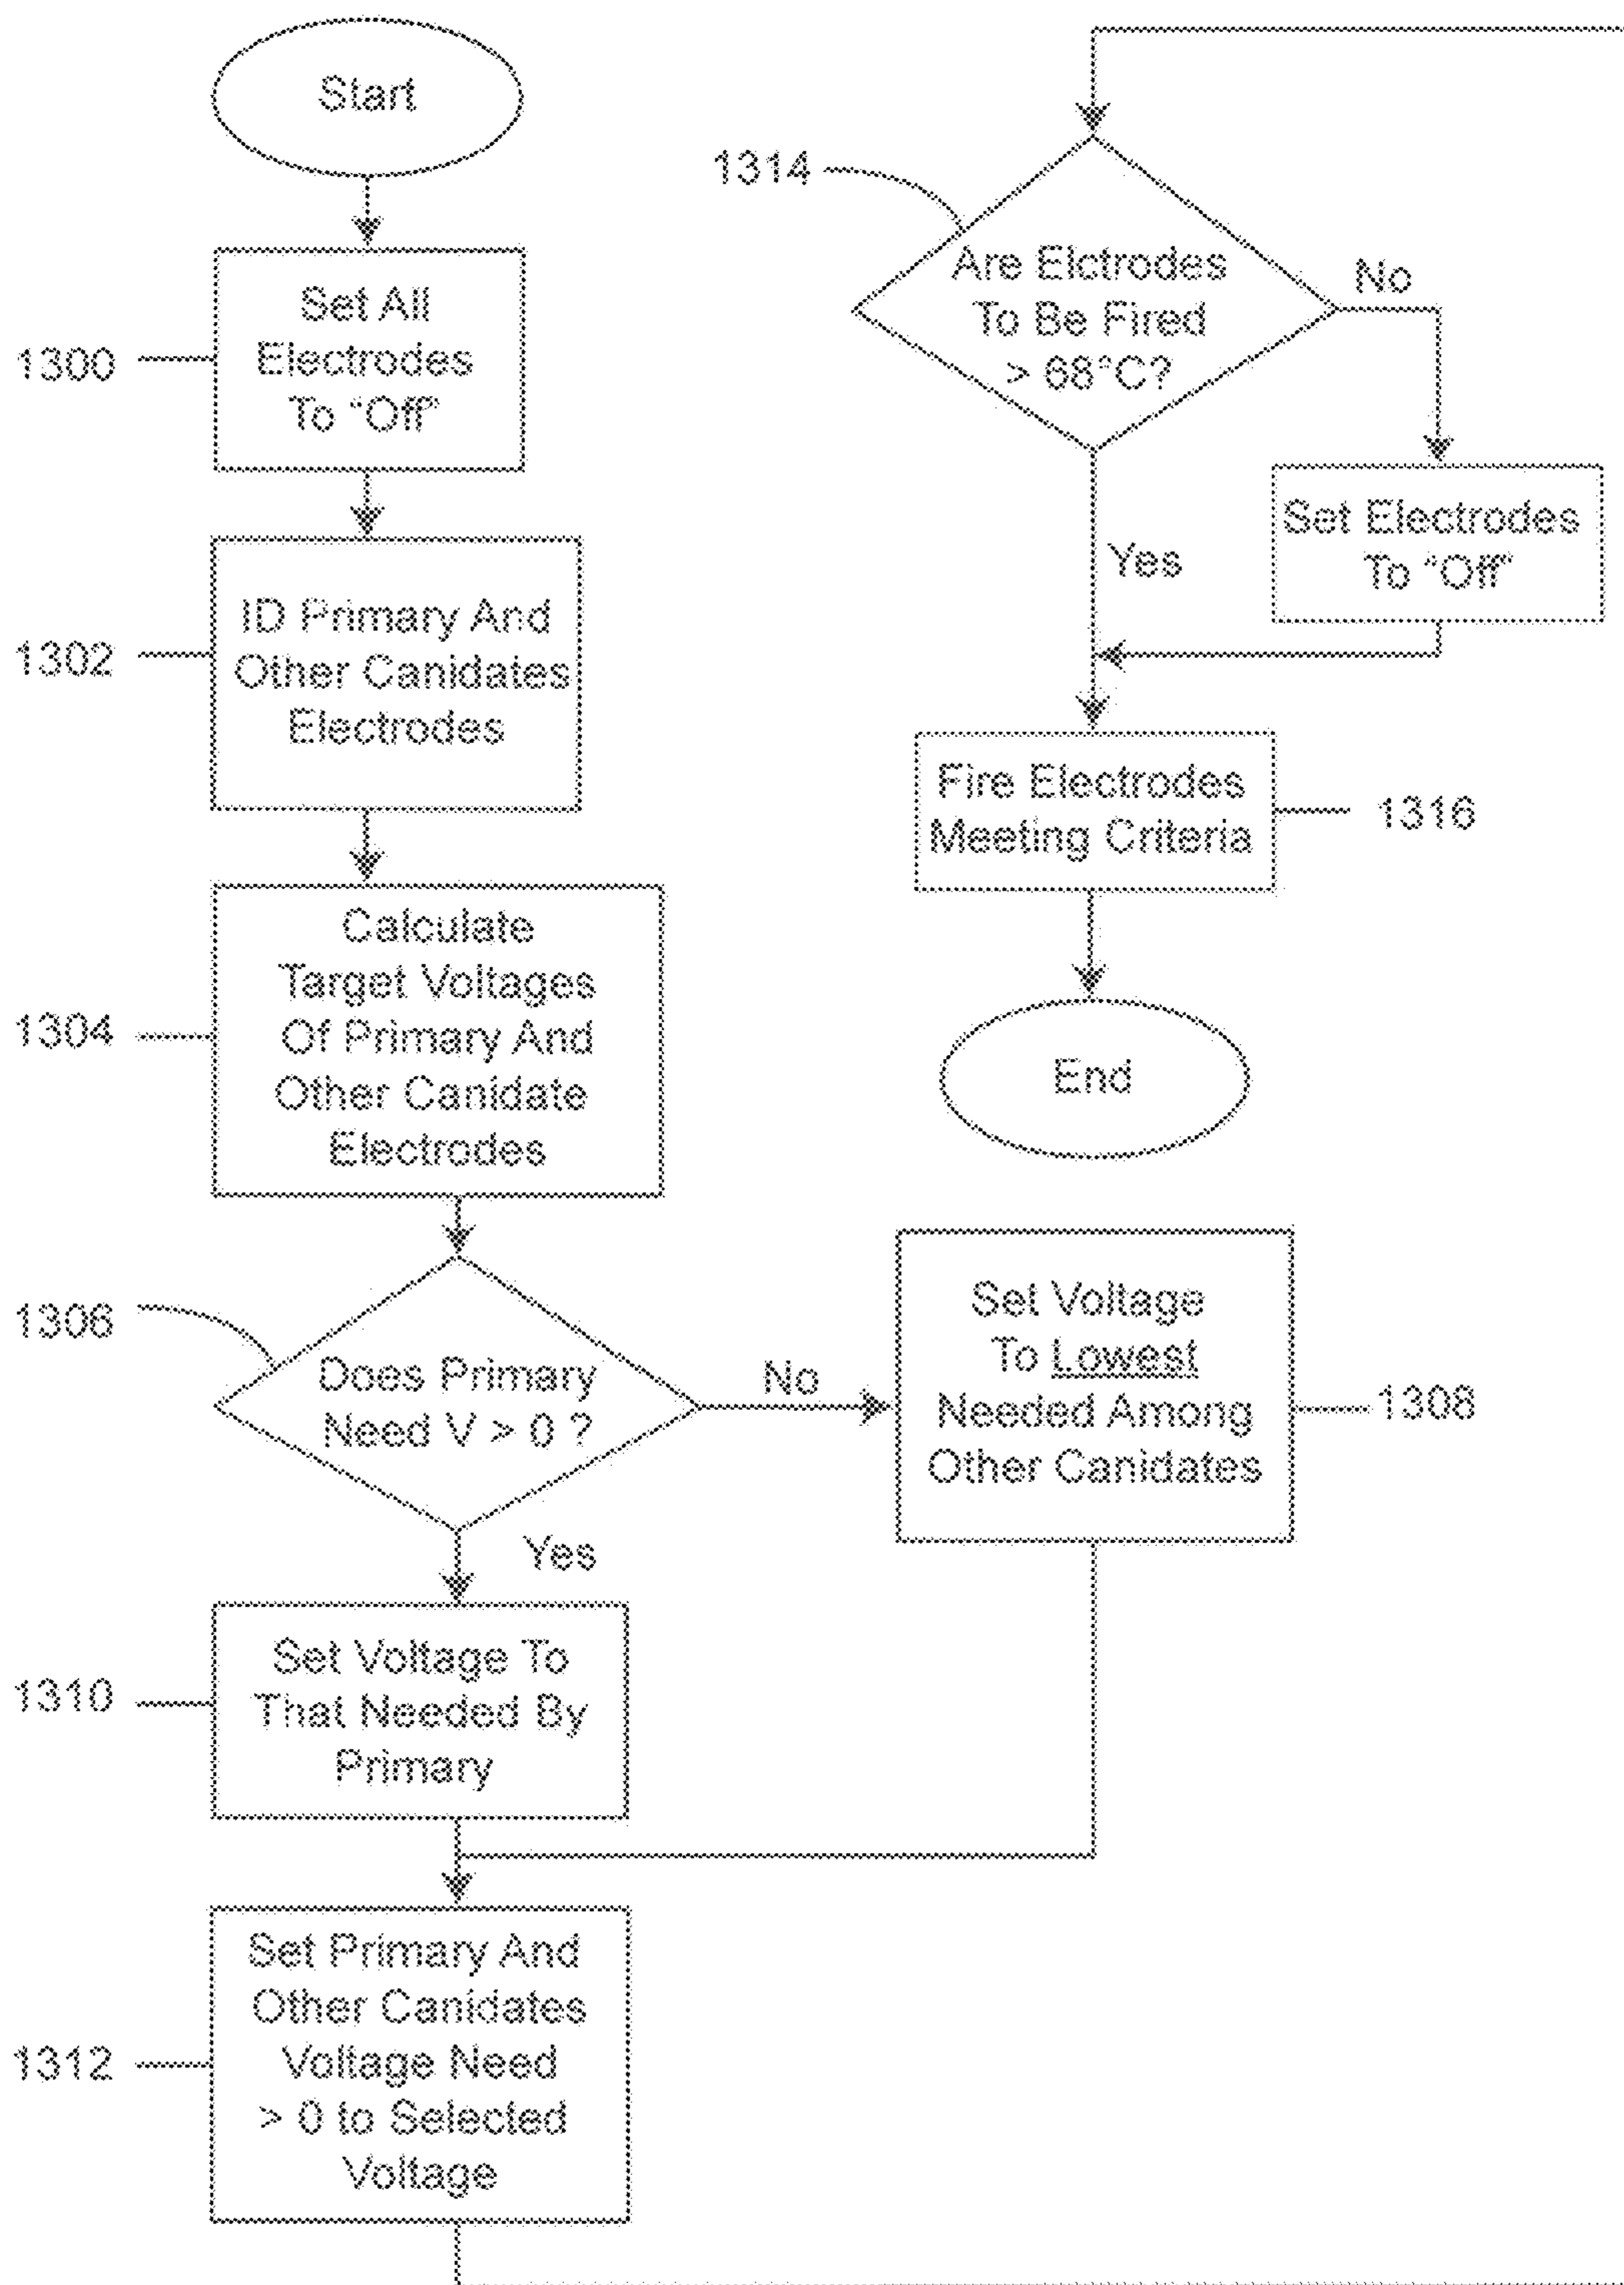 Start
1300
Set All
Electrodes
To "Off"
1302
ID Primary And
Other Canidates
Electrodes
1304
Calculate
Target Voltages
Of Primary And
Other Canidate
Electrodes
1306
Does Primary
Need V > 0 ?
No
Yes
Set Voltage
To Lowest
Needed Among
Other Canidates
1308
1310
Set Voltage To
That Needed By
Primary
1312
Set Primary And
Other Canidates
Voltage Need
> 0 to Selected
Voltage
1314
Are Elctrodes
To Be Fired
> 68°C?
No
Set Electrodes
To "Off"
Yes
Fire Electrodes
Meeting Criteria
1316
End